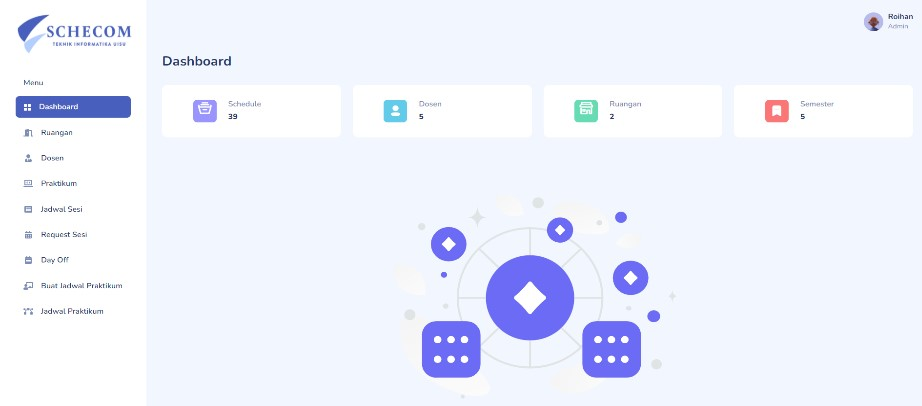 SCHECOM
TEKNIK INFORMATIKA UISU
Roihan
Admin
Menu
Dashboard
Ruangan
Dosen
Praktikum
Jadwal Sesi
Request Sesi
Day Off
Buat Jadwal Praktikum
Jadwal Praktikum
Dashboard
Schedule
39
Dosen
5
Ruangan
2
Semester
5